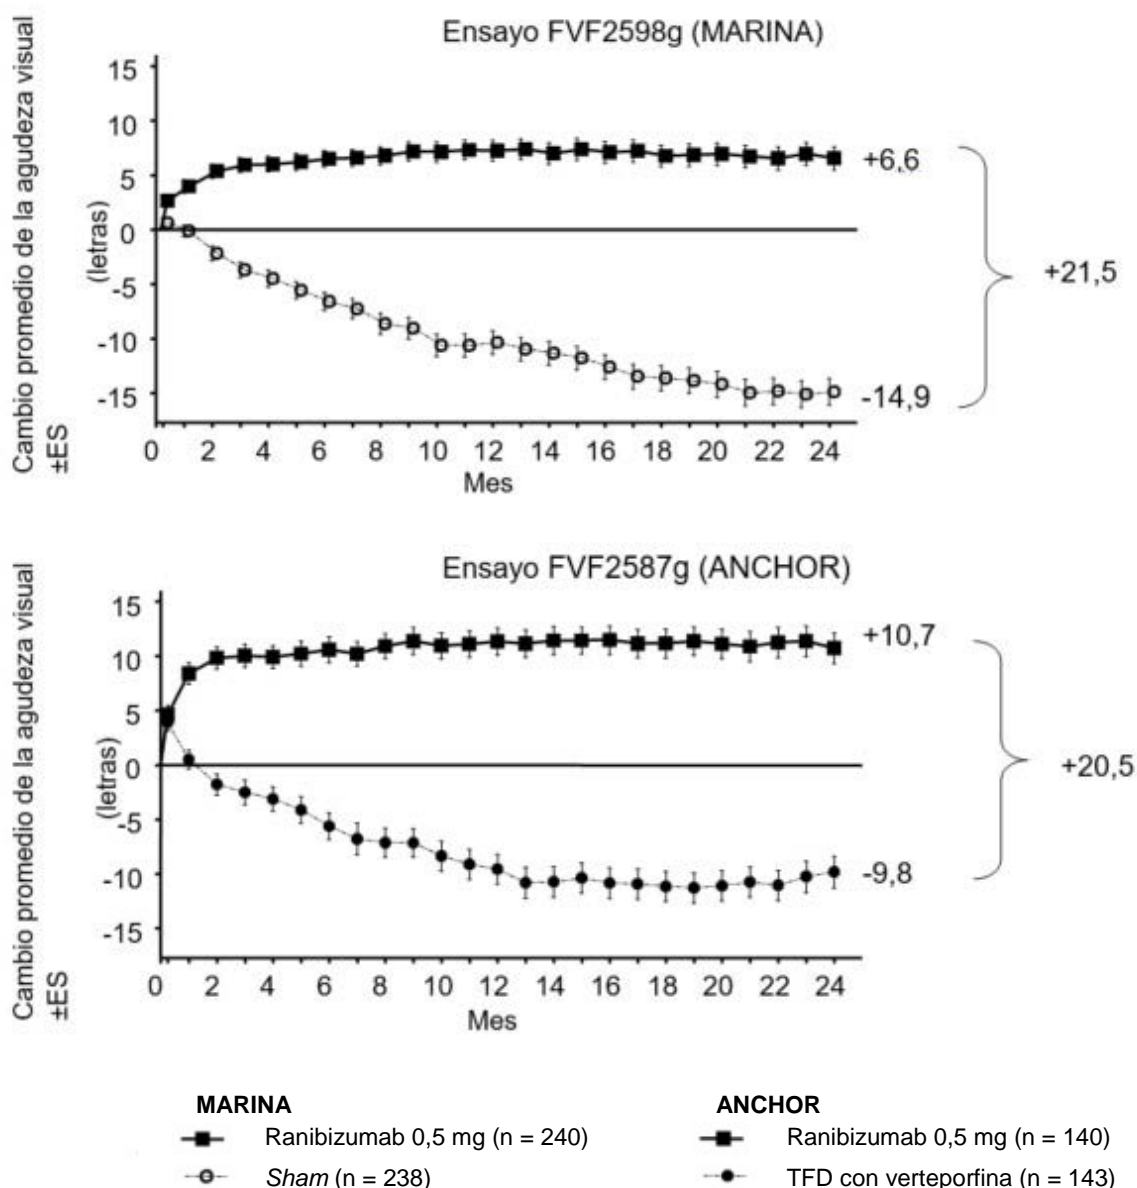 Ensayo FVF2598g (MARINA)
Cambio promedio de la agudeza visual
±ES
(letras)
15
10
5
0
-5
-10
-15
+6,6
-14,9
+21,5
0 2 4 6 8 10 12 14 16 18 20 22 24
Mes
Ensayo FVF2587g (ANCHOR)
Cambio promedio de la agudeza visual
±ES
(letras)
15
10
5
0
-5
-10
-15
+10,7
-9,8
+20,5
0 2 4 6 8 10 12 14 16 18 20 22 24
Mes
MARINA
Ranibizumab 0,5 mg (n = 240)
Sham (n = 238)
ANCHOR
Ranibizumab 0,5 mg (n = 140)
TFD con verteporfina (n = 143)